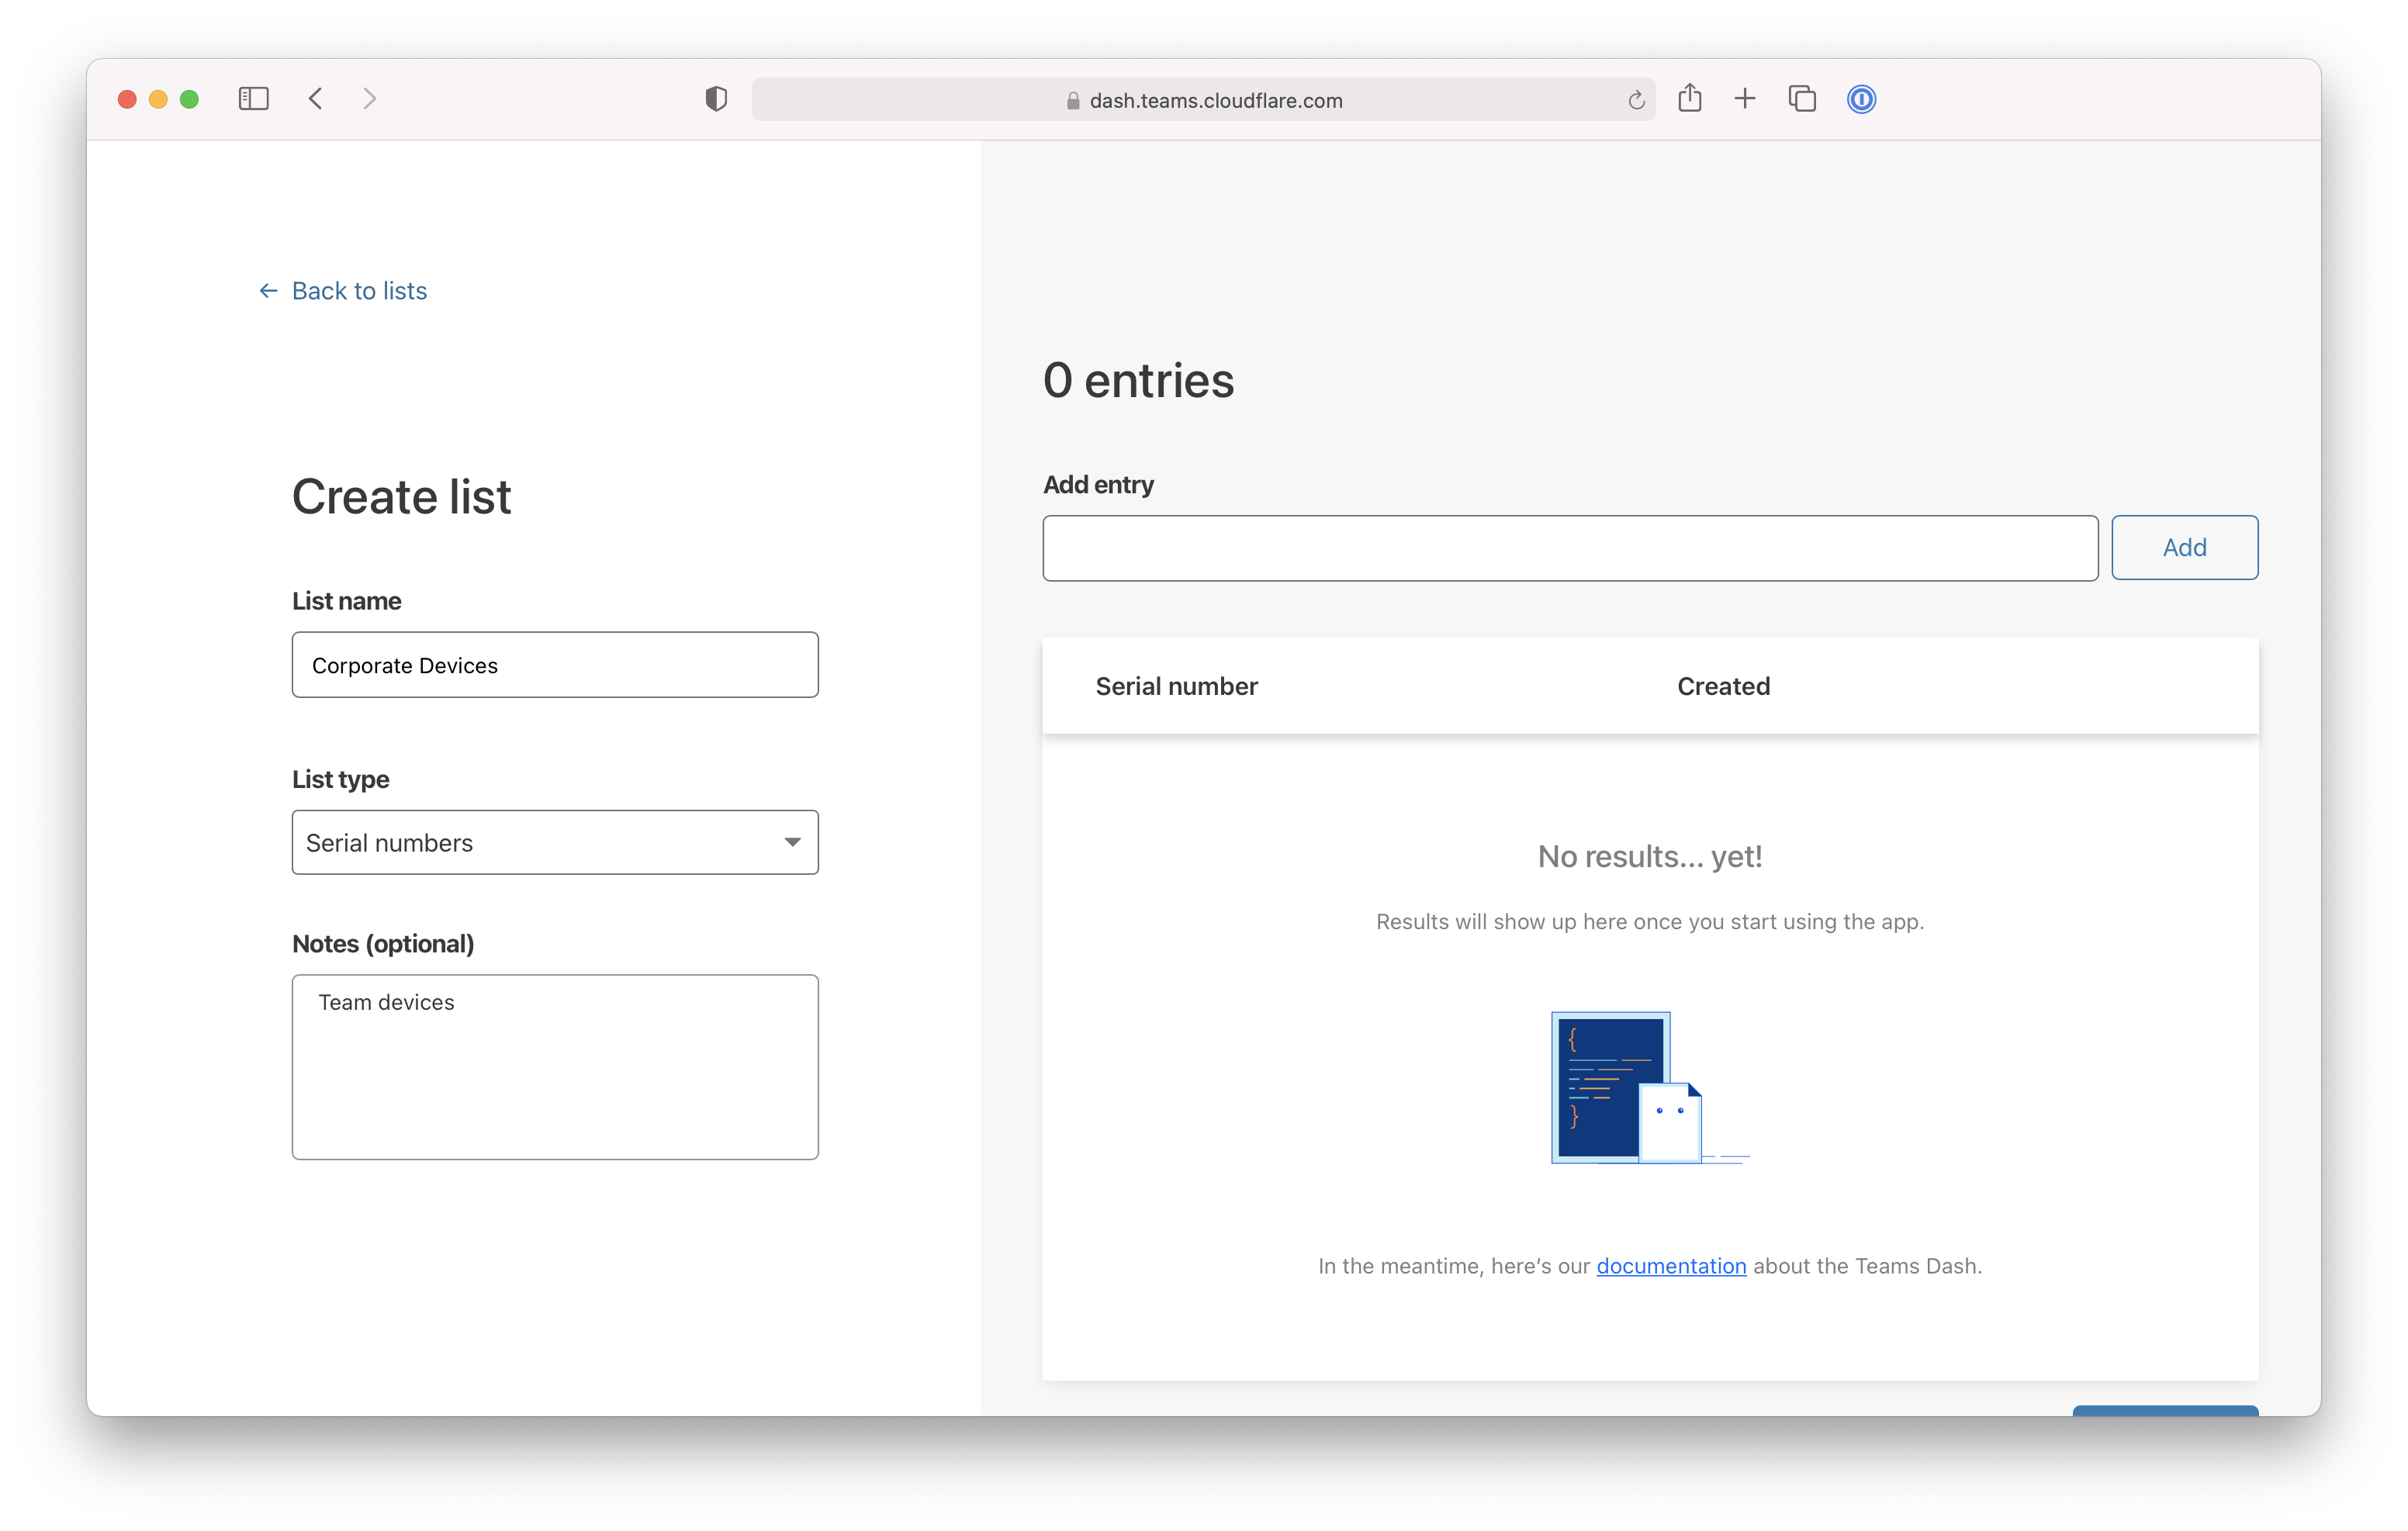 dash.teams.cloudflare.com
← Back to lists
Create list
List name
Corporate Devices
List type
Serial numbers
Notes (optional)
Team devices
0 entries
Add entry
Add
Serial number Created
No results... yet!
Results will show up here once you start using the app.
{
}
In the meantime, here’s our documentation about the Teams Dash.